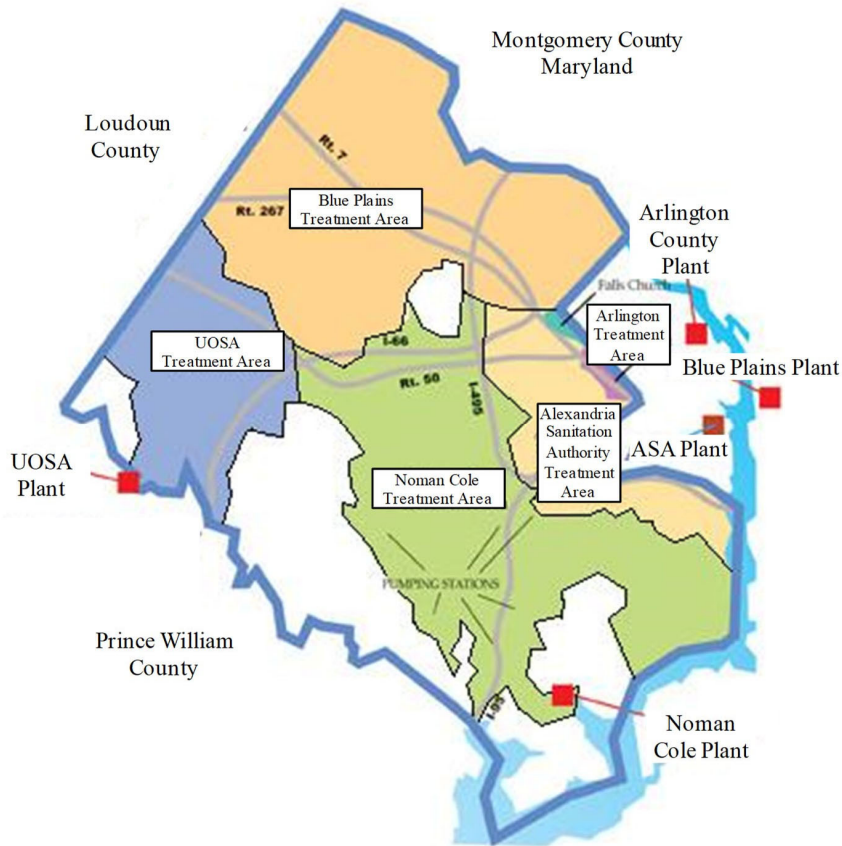 Montgomery County
Maryland
Loudoun
County
Rt. 7
Blue Plains
Treatment Area
Rt. 267
Arlington
County
Plant
Falls Church
Arlington
Treatment
Area
UOSA
Treatment Area
I-66
Rt. 50
I-495
Blue Plains Plant
Alexandria
Sanitation
Authority
Treatment
Area
ASA Plant
UOSA
Plant
Noman Cole
Treatment Area
PUMPING STATIONS
Prince William
County
I-95
Noman
Cole Plant